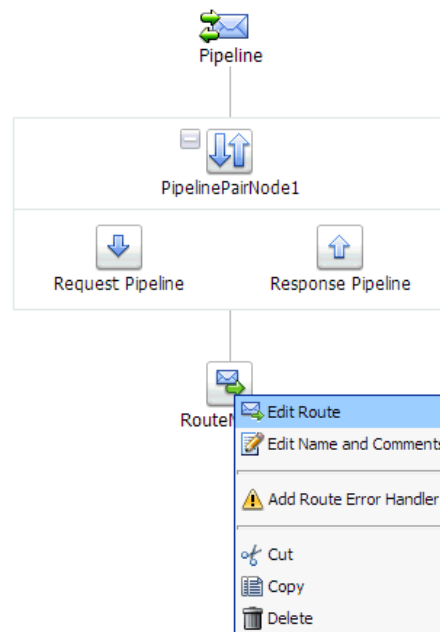 Pipeline
PipelinePairNode1
Request Pipeline
Response Pipeline
Edit Route
Edit Name and Comments
Add Route Error Handler
Cut
Copy
Delete